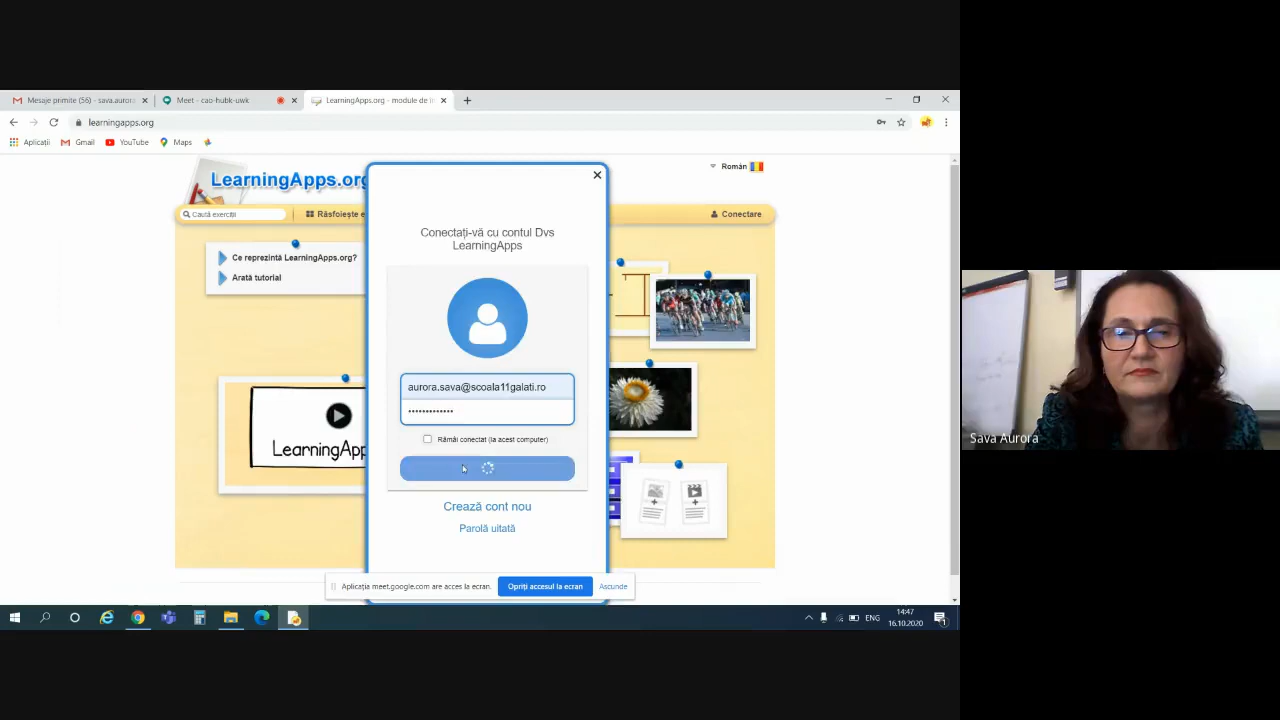 Mesaje primite (56) - sava.aurora
Meet - cao-hubk-uwk
LearningApps.org - module de în
learningapps.org
Aplicații
Gmail
YouTube
Maps
LearningApps.org
Român
Caută exerciții
Răsfoiește e
Conectare
Ce reprezintă LearningApps.org?
Arată tutorial
LearningApp
Conectați-vă cu contul Dvs
LearningApps
aurora.sava@scoala11galati.ro
Rămâi conectat (la acest computer)
Crează cont nou
Parolă uitată
Aplicația meet.google.com are acces la ecran.
Opriți accesul la ecran
Ascunde
ENG
14:47
16.10.2020
1
Sava Aurora